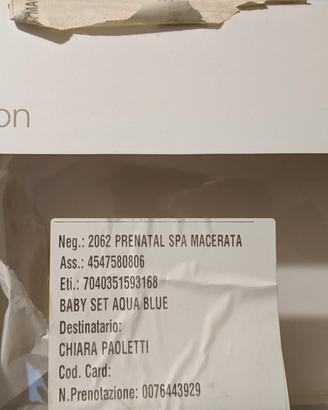 on
Neg.: 2062 PRENATAL SPA MACERATA
Ass.: 4547580806
Eti.: 7040351593168
BABY SET AQUA BLUE
Destinatario:
CHIARA PAOLETTI
Cod. Card:
N.Prenotazione: 0076443929